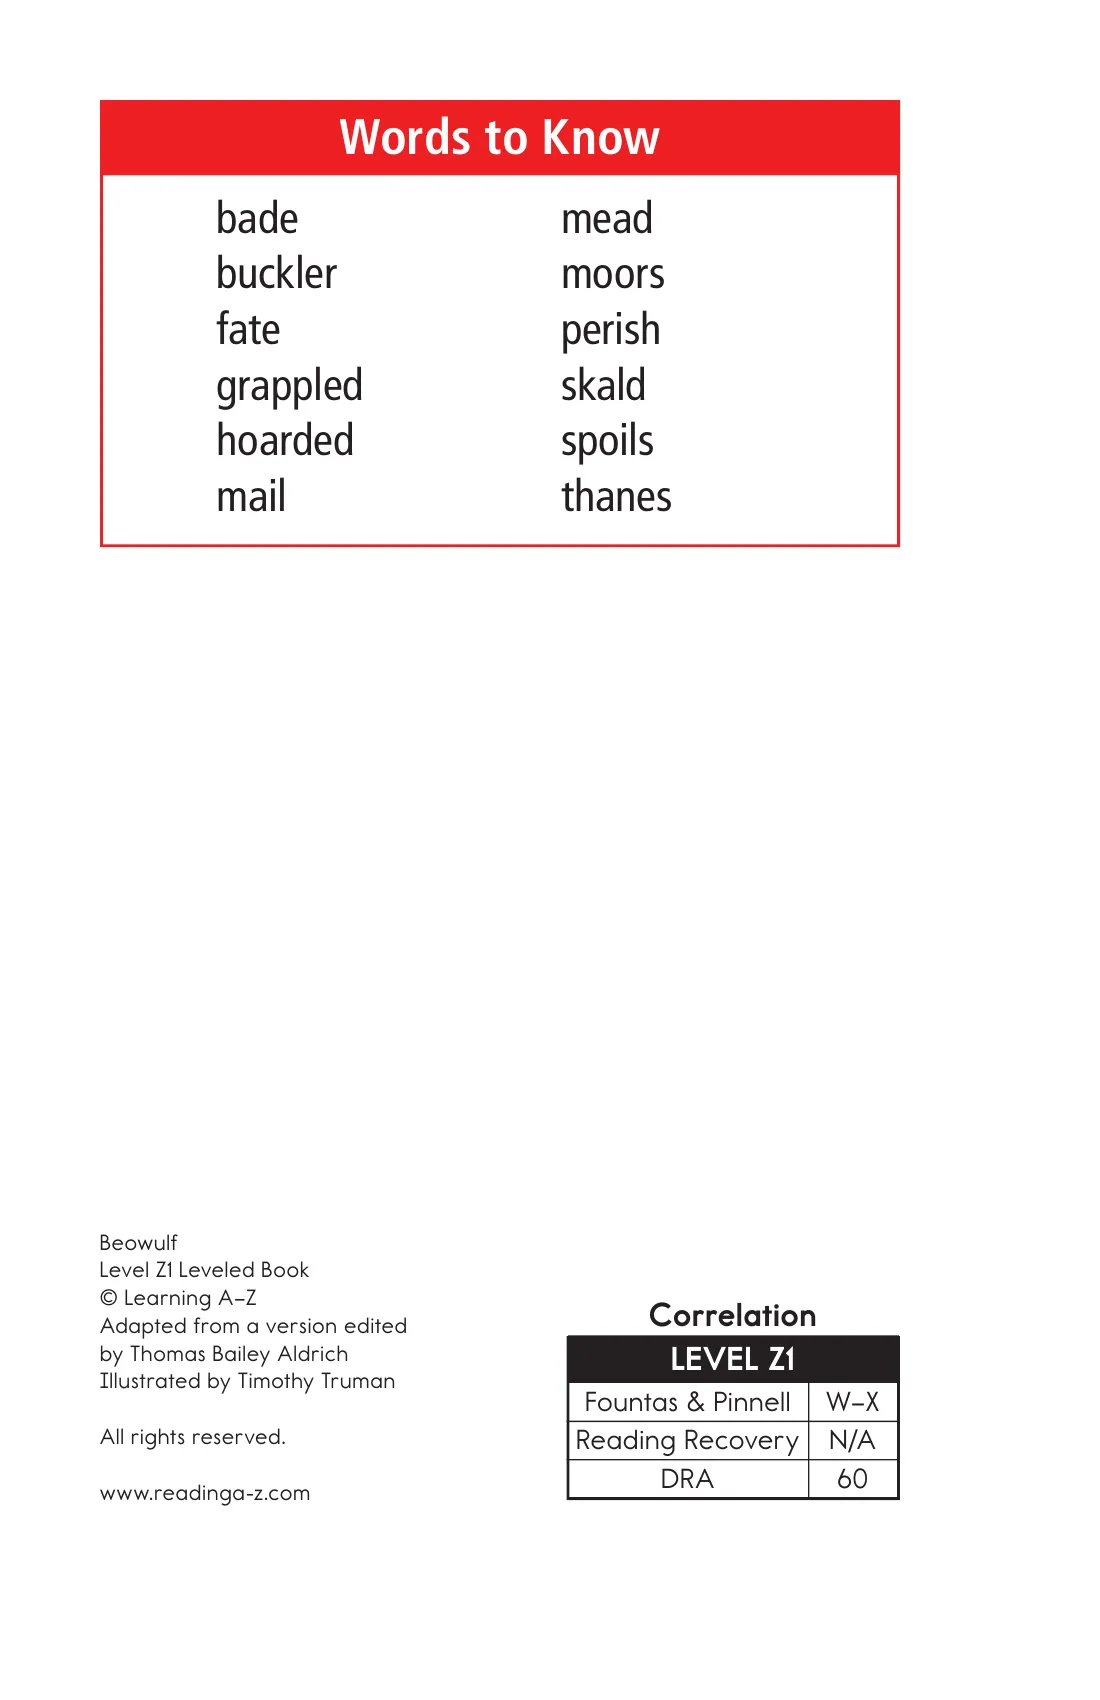 Words to Know
bade
buckler
fate
grappled
hoarded
mail
mead
moors
perish
skald
spoils
thanes
Beowulf
Level Z1 Leveled Book
© Learning A–Z
Adapted from a version edited
by Thomas Bailey Aldrich
Illustrated by Timothy Truman
All rights reserved.
www.readinga-z.com
Correlation
LEVEL Z1
Fountas & Pinnell W–X
Reading Recovery N/A
DRA 60